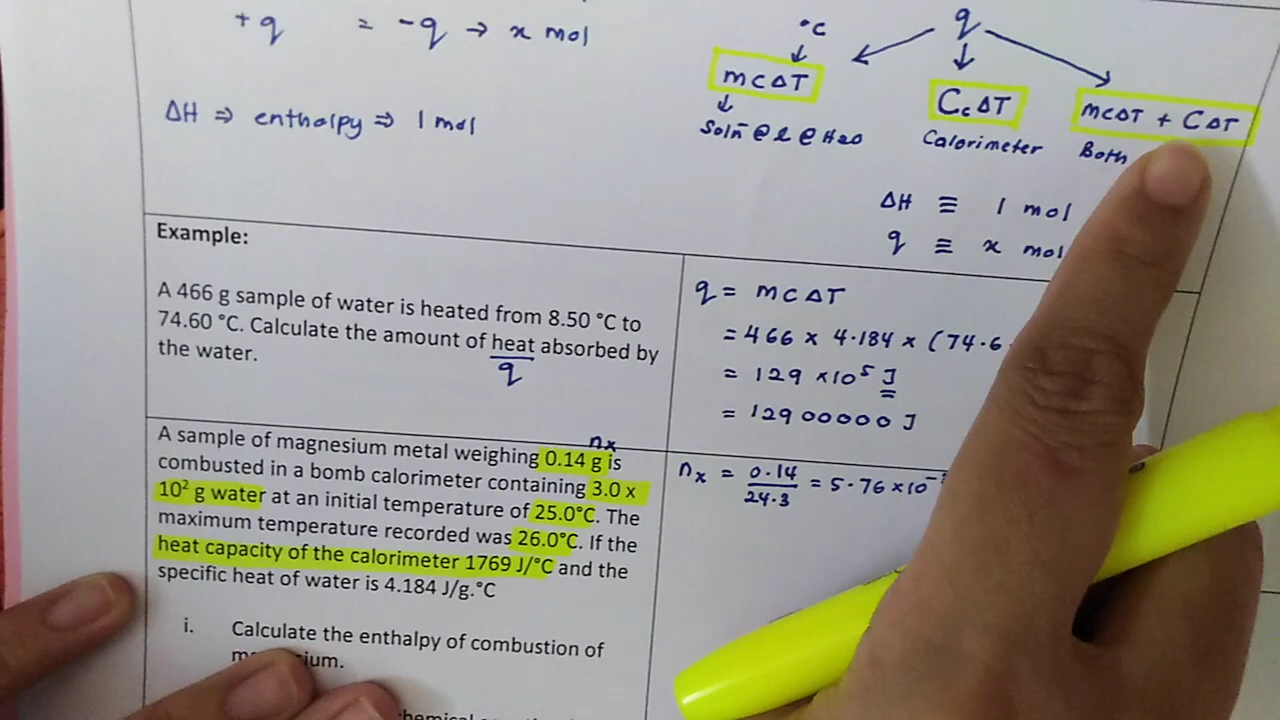 +q = -q → x mol
°C
q
mcΔT
CcΔT
mcΔT + CΔT
Soln @ l @ H2O
Calorimeter
Both
ΔH ⇒ enthalpy ⇒ 1 mol
ΔH ≡ 1 mol
q ≡ x mol
Example:
A 466 g sample of water is heated from 8.50 °C to
74.60 °C. Calculate the amount of heat absorbed by
the water.
q
q = mcΔT
= 466 x 4.184 x (74.6
= 129 x10⁵ J
= 12900000 J
nx
A sample of magnesium metal weighing 0.14 g is
combusted in a bomb calorimeter containing 3.0 x
10² g water at an initial temperature of 25.0°C. The
maximum temperature recorded was 26.0°C. If the
heat capacity of the calorimeter 1769 J/°C and the
specific heat of water is 4.184 J/g.°C
i. Calculate the enthalpy of combustion of
nx = 0.14/24.3 = 5.76 x10⁻